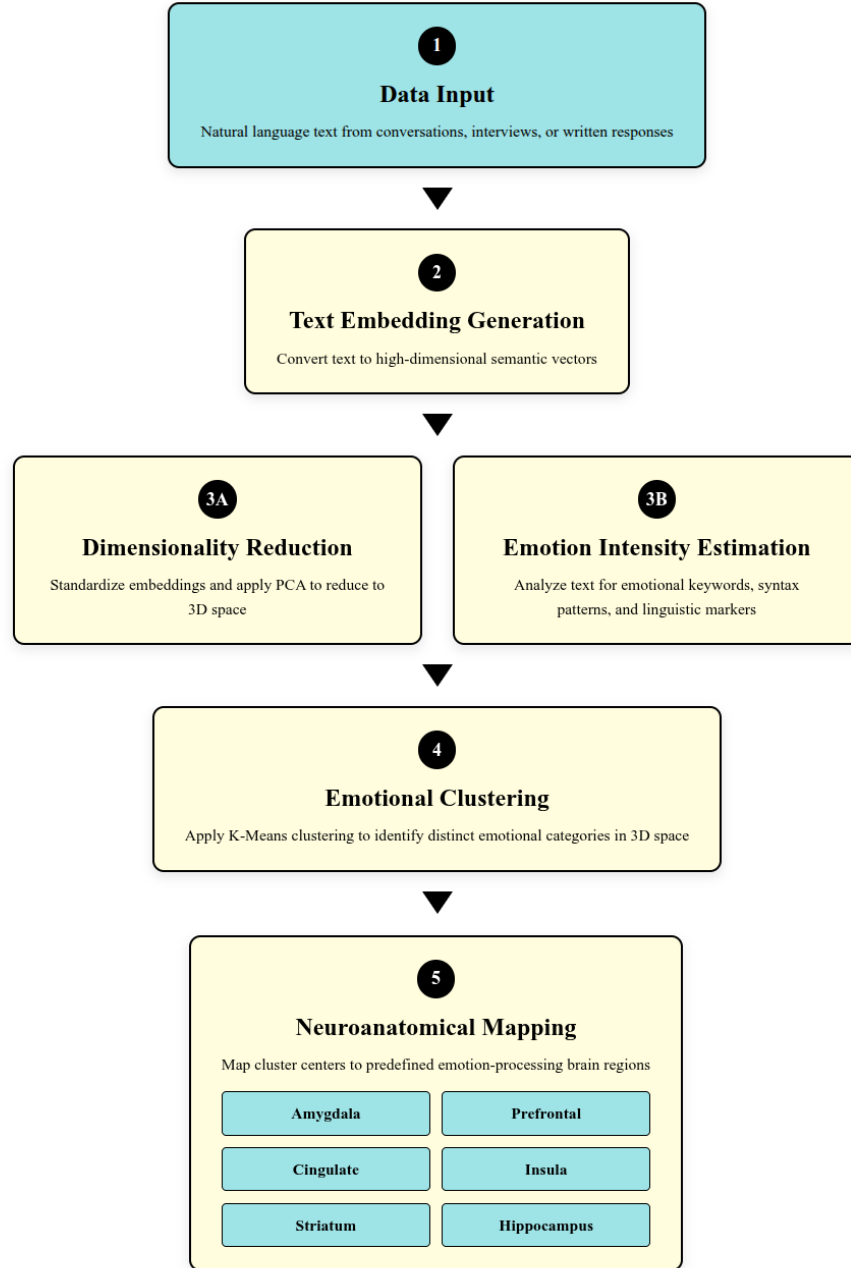 1
Data Input
Natural language text from conversations, interviews, or written responses
2
Text Embedding Generation
Convert text to high-dimensional semantic vectors
3A
Dimensionality Reduction
Standardize embeddings and apply PCA to reduce to
3D space
3B
Emotion Intensity Estimation
Analyze text for emotional keywords, syntax
patterns, and linguistic markers
4
Emotional Clustering
Apply K-Means clustering to identify distinct emotional categories in 3D space
5
Neuroanatomical Mapping
Map cluster centers to predefined emotion-processing brain regions
Amygdala
Prefrontal
Cingulate
Insula
Striatum
Hippocampus